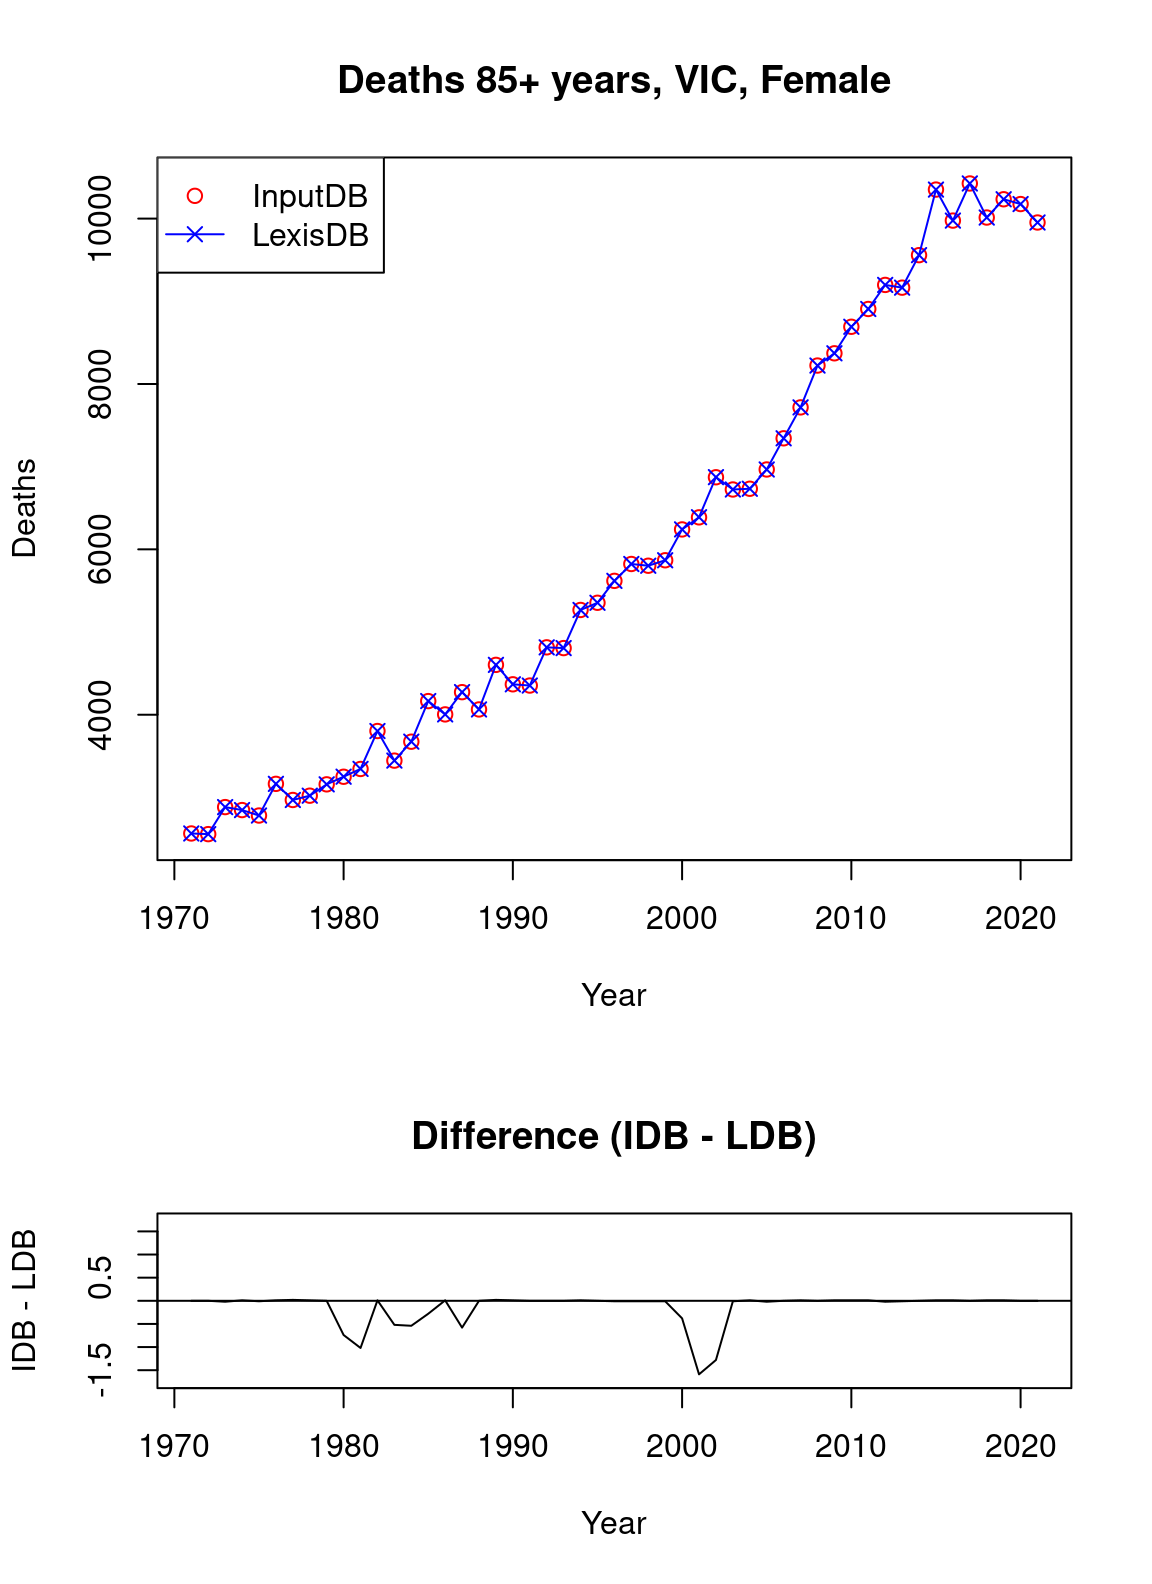 Deaths 85+ years, VIC, Female
InputDB
LexisDB
Deaths
10000
8000
6000
4000
1970 1980 1990 2000 2010 2020
Year
Difference (IDB - LDB)
IDB - LDB
0.5
-1.5
1970 1980 1990 2000 2010 2020
Year